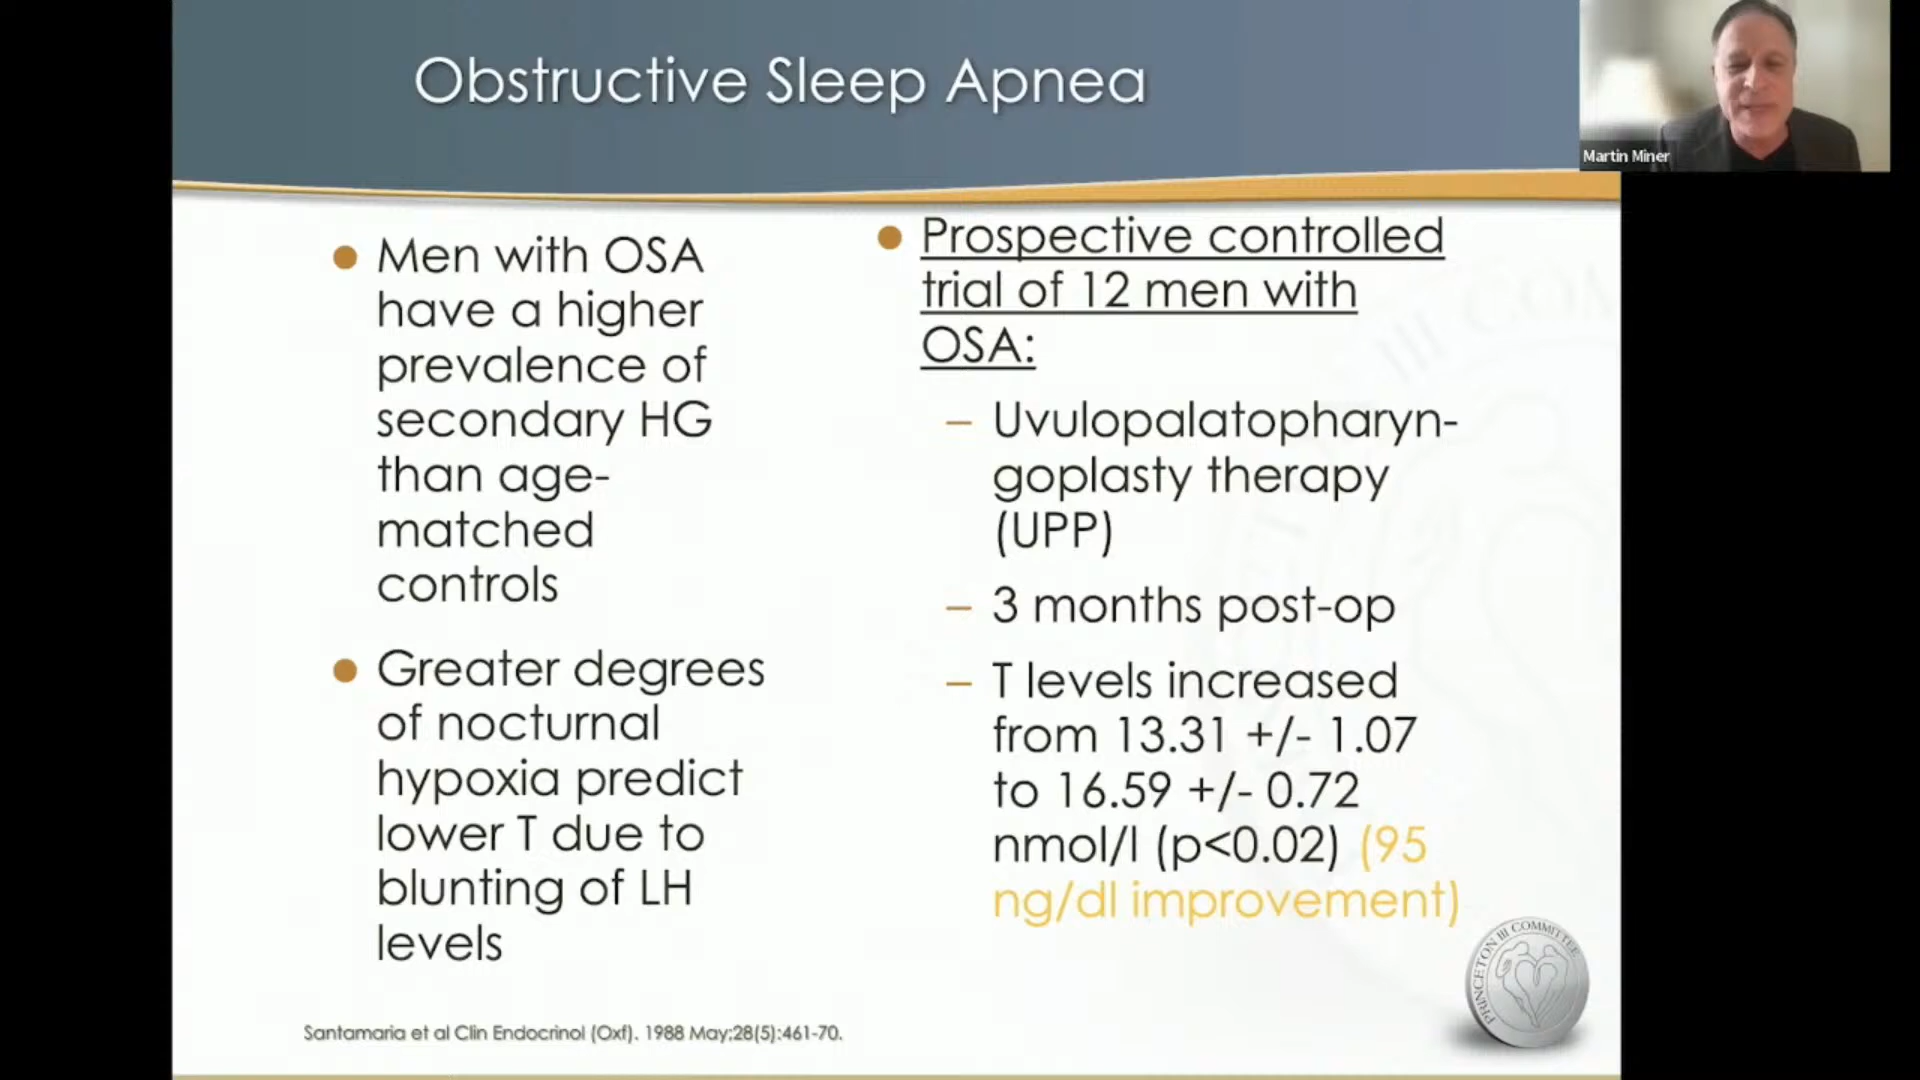 Obstructive Sleep Apnea
Martin Miner
Men with OSA
have a higher
prevalence of
secondary HG
than age-
matched
controls
Greater degrees
of nocturnal
hypoxia predict
lower T due to
blunting of LH
levels
Prospective controlled
trial of 12 men with
OSA:
– Uvulopalatopharyn-
goplasty therapy
(UPP)
– 3 months post-op
– T levels increased
from 13.31 +/- 1.07
to 16.59 +/- 0.72
nmol/l (p<0.02) (95
ng/dl improvement)
PRINCETON III COMMITTEE
Santamaria et al Clin Endocrinol (Oxf). 1988 May;28(5):461-70.